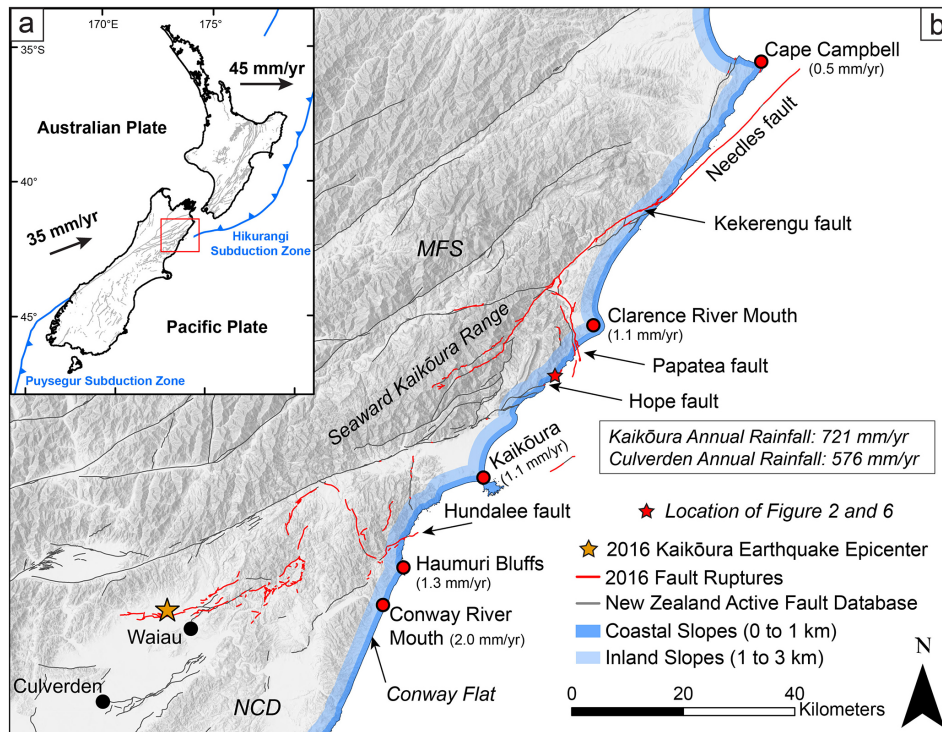 a
170°E
175°
35°S
40°
45°
45 mm/yr
Australian Plate
35 mm/yr
Hikurangi
Subduction Zone
Pacific Plate
Puysegur Subduction Zone
b
Cape Campbell
(0.5 mm/yr)
Needles fault
Kekerengu fault
MFS
Clarence River Mouth
(1.1 mm/yr)
Papatea fault
Hope fault
Seaward Kaikōura Range
Kaikōura Annual Rainfall: 721 mm/yr
Culverden Annual Rainfall: 576 mm/yr
Kaikōura
(1.1 mm/yr)
Hundalee fault
Haumuri Bluffs
(1.3 mm/yr)
Conway River
Mouth (2.0 mm/yr)
Waiau
Culverden
NCD
Conway Flat
Location of Figure 2 and 6
2016 Kaikōura Earthquake Epicenter
2016 Fault Ruptures
New Zealand Active Fault Database
Coastal Slopes (0 to 1 km)
Inland Slopes (1 to 3 km)
N
0 20 40
Kilometers